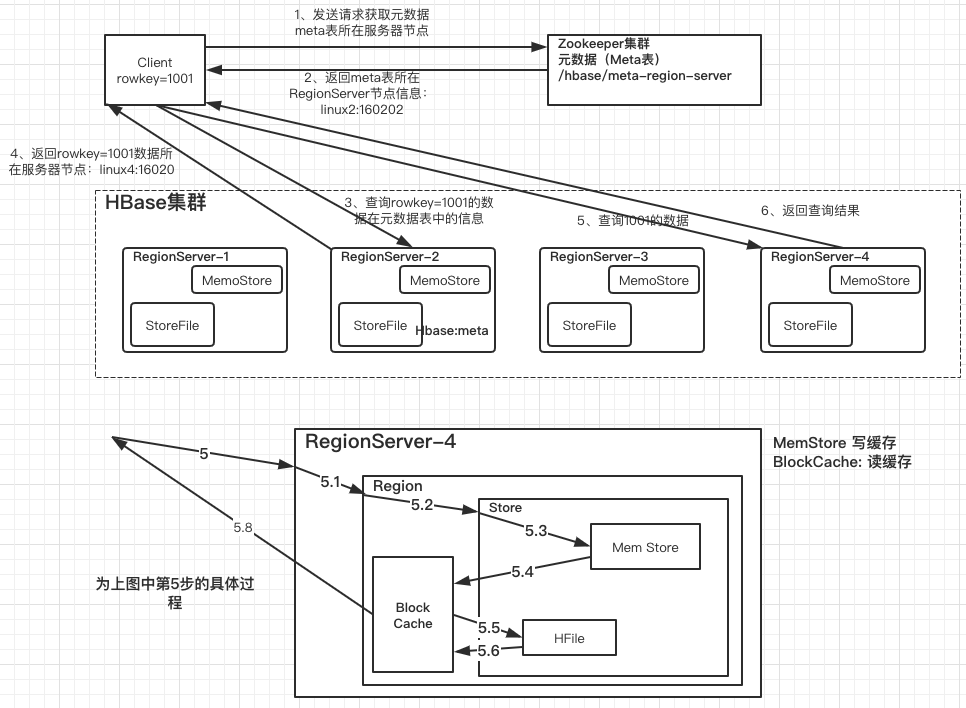 1、发送请求获取元数据
meta表所在服务器节点
Client
rowkey=1001
Zookeeper集群
元数据（Meta表）
/hbase/meta-region-server
2、返回meta表所在
RegionServer节点信息：
linux2:160202
4、返回rowkey=1001数据所
在服务器节点：linux4:16020
HBase集群
3、查询rowkey=1001的数
据在元数据表中的信息
5、查询1001的数据
6、返回查询结果
RegionServer-1
MemoStore
StoreFile
RegionServer-2
MemoStore
StoreFile
Hbase:meta
RegionServer-3
MemoStore
StoreFile
RegionServer-4
MemoStore
StoreFile
RegionServer-4
MemStore 写缓存
BlockCache: 读缓存
5
5.1
Region
5.2
Store
5.3
Mem Store
5.8
5.4
为上图中第5步的具体过
程
Block
Cache
5.5
HFile
5.6